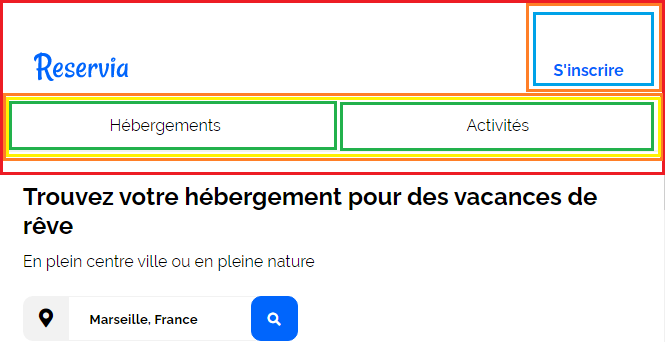 Reservia
S'inscrire
Hébergements
Activités
Trouvez votre hébergement pour des vacances de
rêve
En plein centre ville ou en pleine nature
Marseille, France